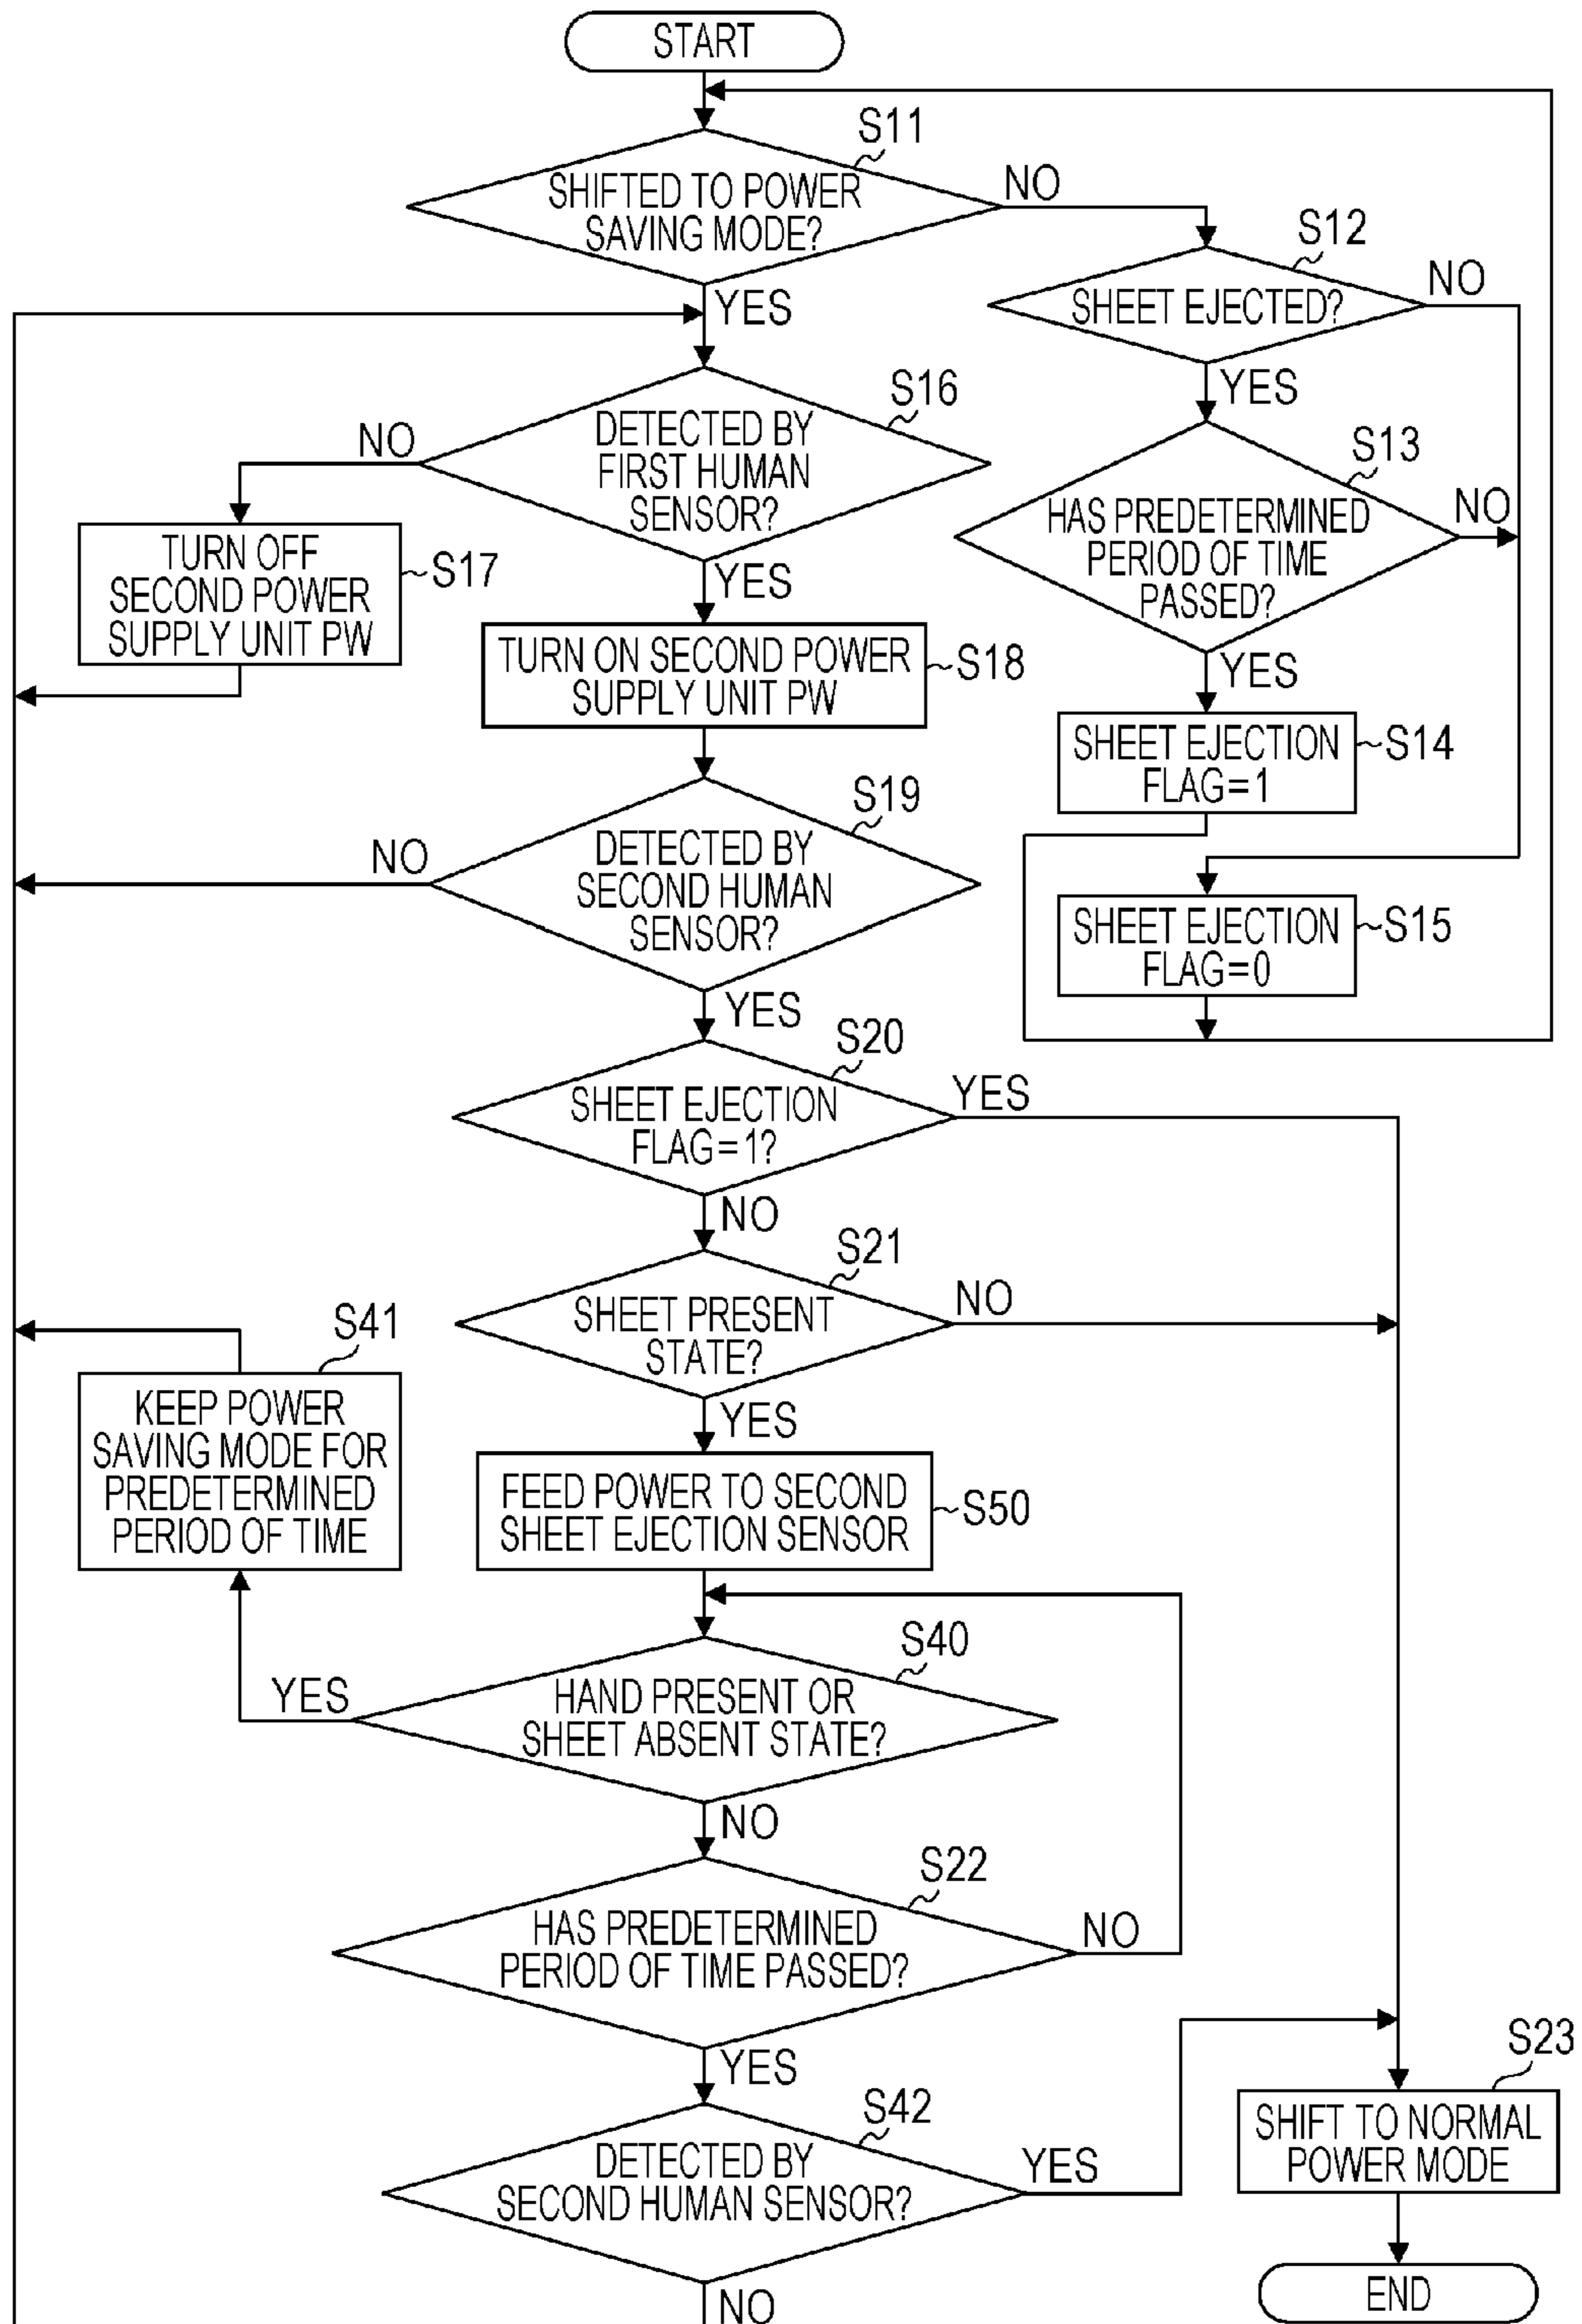 START
S11
SHIFTED TO POWER
SAVING MODE?
NO
YES
S12
SHEET EJECTED?
NO
YES
S13
HAS PREDETERMINED
PERIOD OF TIME
PASSED?
NO
YES
SHEET EJECTION
FLAG=1
S14
SHEET EJECTION
FLAG=0
S15
S16
DETECTED BY
FIRST HUMAN
SENSOR?
NO
YES
TURN OFF
SECOND POWER
SUPPLY UNIT PW
S17
TURN ON SECOND POWER
SUPPLY UNIT PW
S18
S19
DETECTED BY
SECOND HUMAN
SENSOR?
NO
YES
S20
SHEET EJECTION
FLAG=1?
YES
NO
S21
SHEET PRESENT
STATE?
NO
YES
S41
KEEP POWER
SAVING MODE FOR
PREDETERMINED
PERIOD OF TIME
FEED POWER TO SECOND
SHEET EJECTION SENSOR
S50
S40
HAND PRESENT OR
SHEET ABSENT STATE?
YES
NO
S22
HAS PREDETERMINED
PERIOD OF TIME PASSED?
NO
YES
S42
DETECTED BY
SECOND HUMAN SENSOR?
YES
NO
S23
SHIFT TO NORMAL
POWER MODE
END